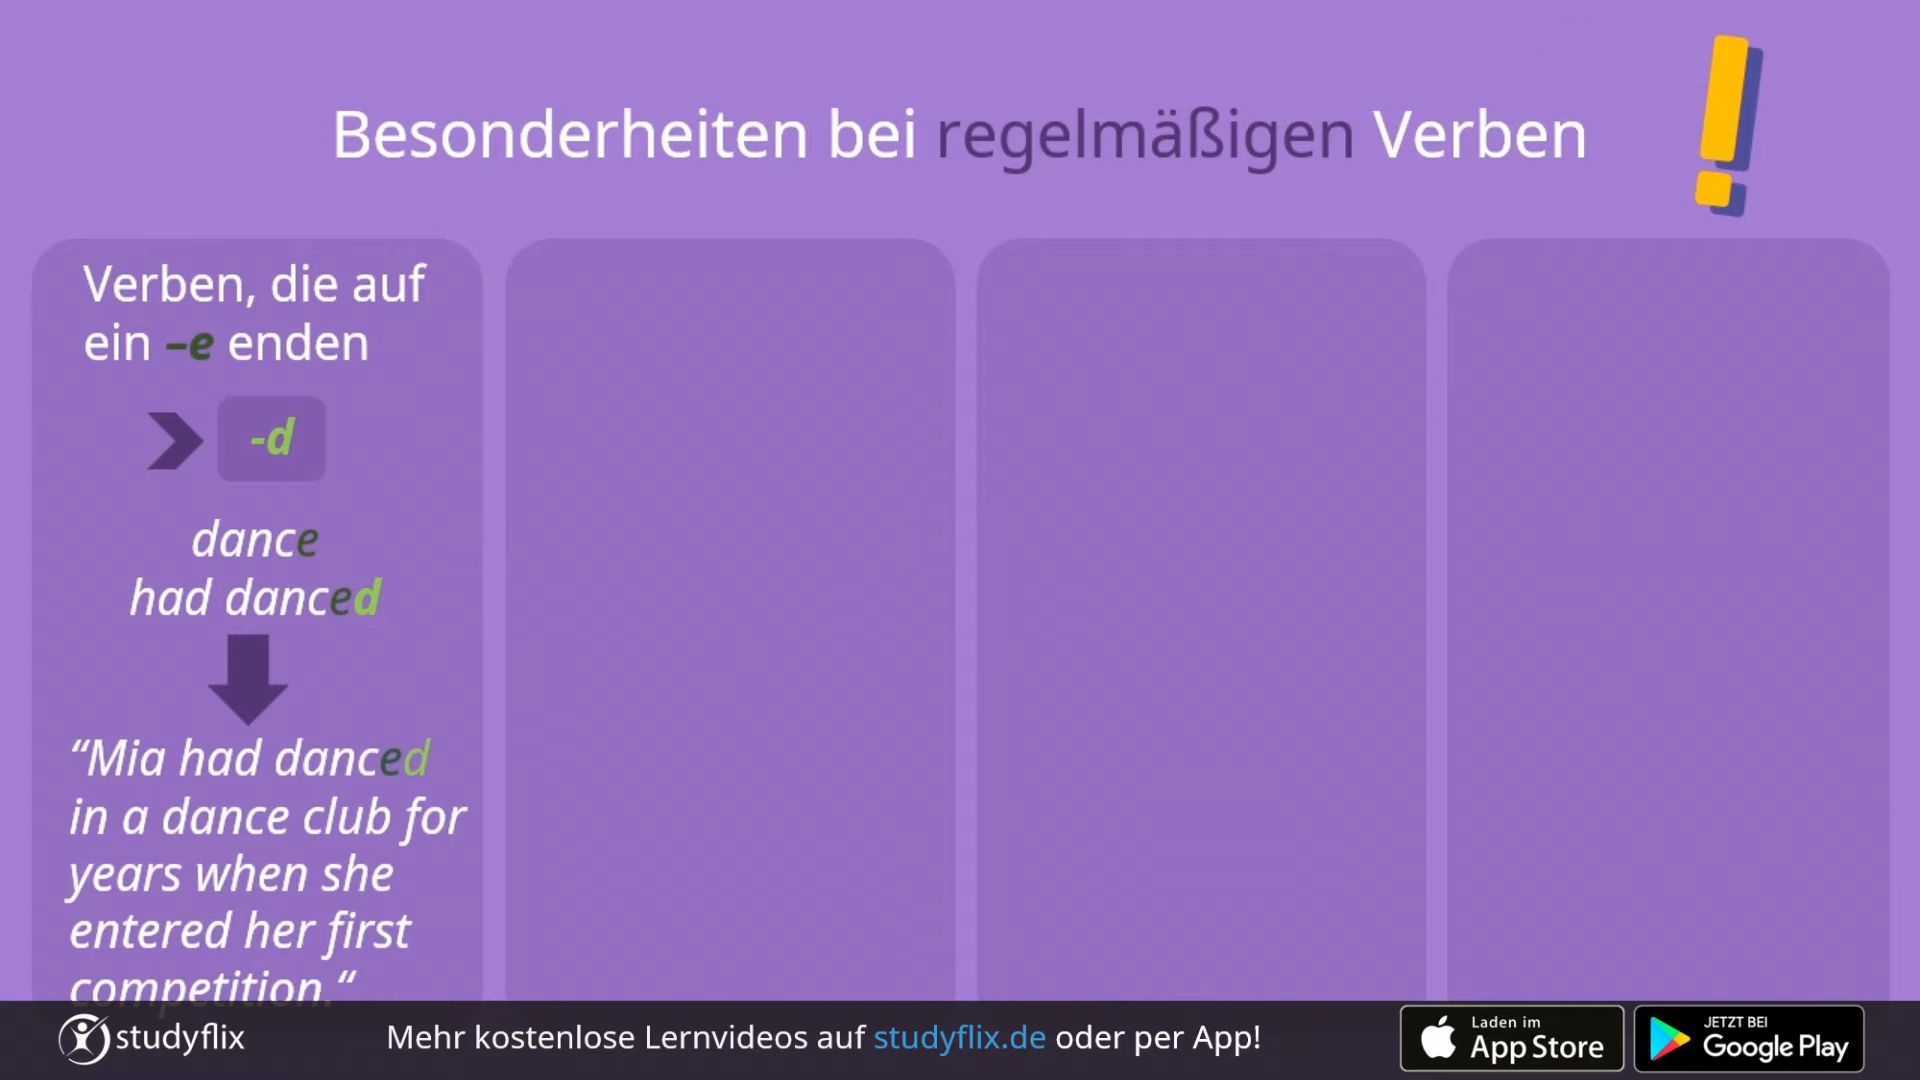 Besonderheiten bei regelmäßigen Verben
Verben, die auf
ein –e enden
-d
dance
had danced
“Mia had danced
in a dance club for
years when she
entered her first
competition.“
studyflix
Mehr kostenlose Lernvideos auf studyflix.de oder per App!
Laden im
App Store
JETZT BEI
Google Play